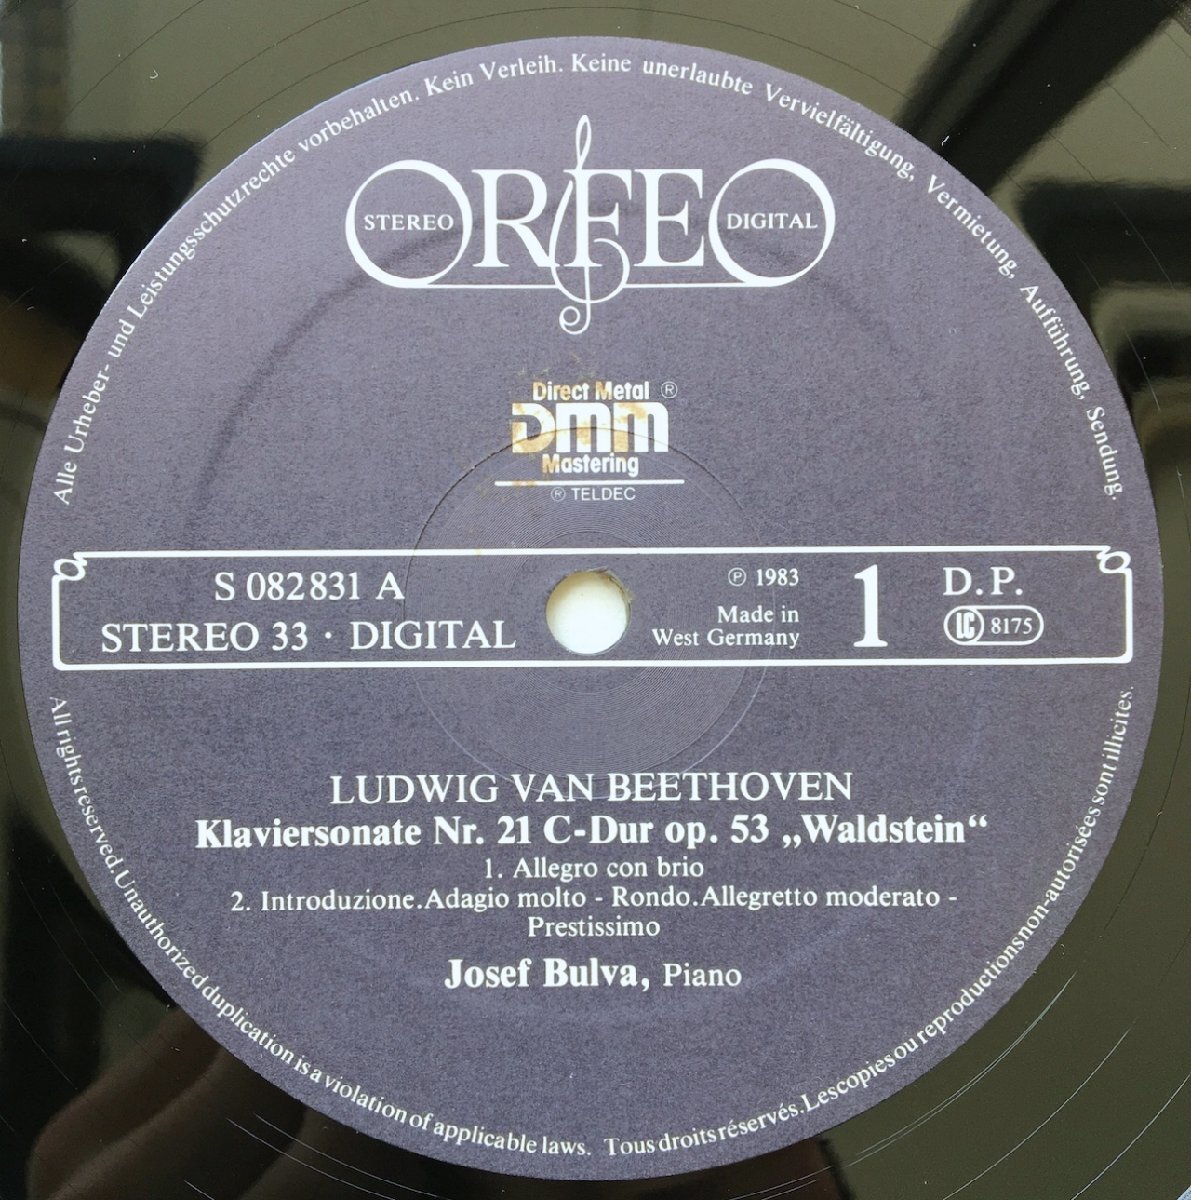 Alle Urheber- und Leistungsschutzrechte vorbehalten. Kein Verleih. Keine unerlaubte Vervielfältigung, Vermietung, Aufführung, Sendung.
ORFEO
STEREO
DIGITAL
Direct Metal ®
DMM
Mastering
® TELDEC
S 082831 A
STEREO 33 · DIGITAL
℗ 1983
Made in
West Germany
1
D.P.
LC 8175
LUDWIG VAN BEETHOVEN
Klaviersonate Nr. 21 C-Dur op. 53 „Waldstein“
1. Allegro con brio
2. Introduzione.Adagio molto - Rondo.Allegretto moderato -
Prestissimo
Josef Bulva, Piano
All rights reserved. Unauthorized duplication is a violation of applicable laws. Tous droits réservés. Les copies ou reproductions non-autorisées sont illicites.